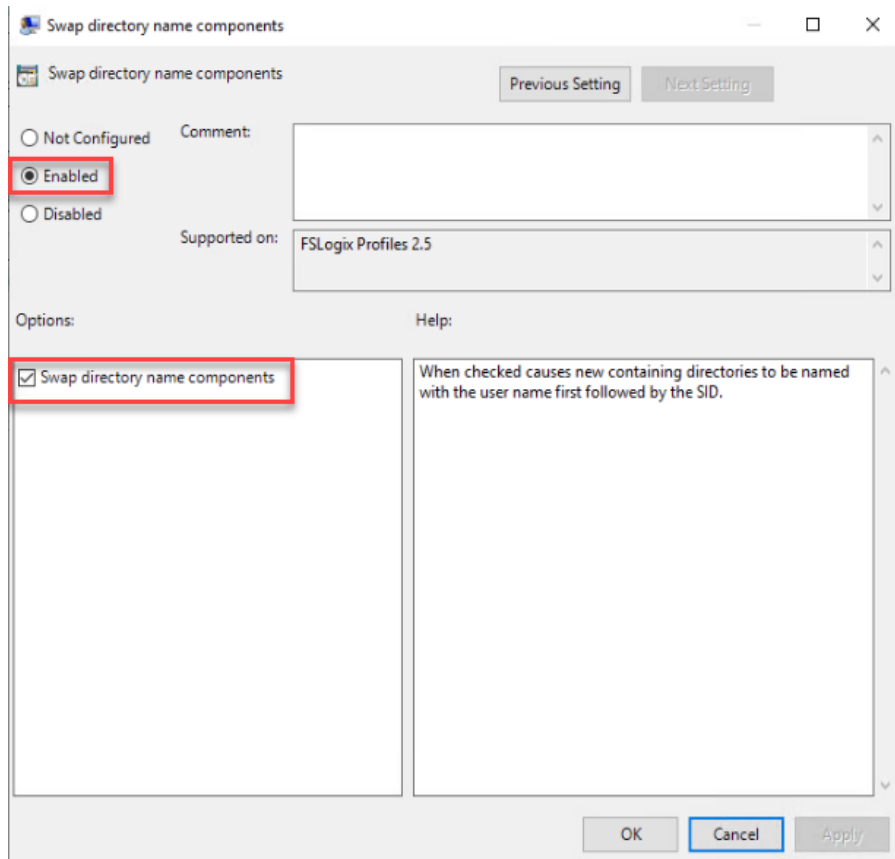 Swap directory name components
Swap directory name components
Previous Setting
Next Setting
Not Configured
Comment:
Enabled
Disabled
Supported on:
FSLogix Profiles 2.5
Options:
Help:
Swap directory name components
When checked causes new containing directories to be named
with the user name first followed by the SID.
OK
Cancel
Apply